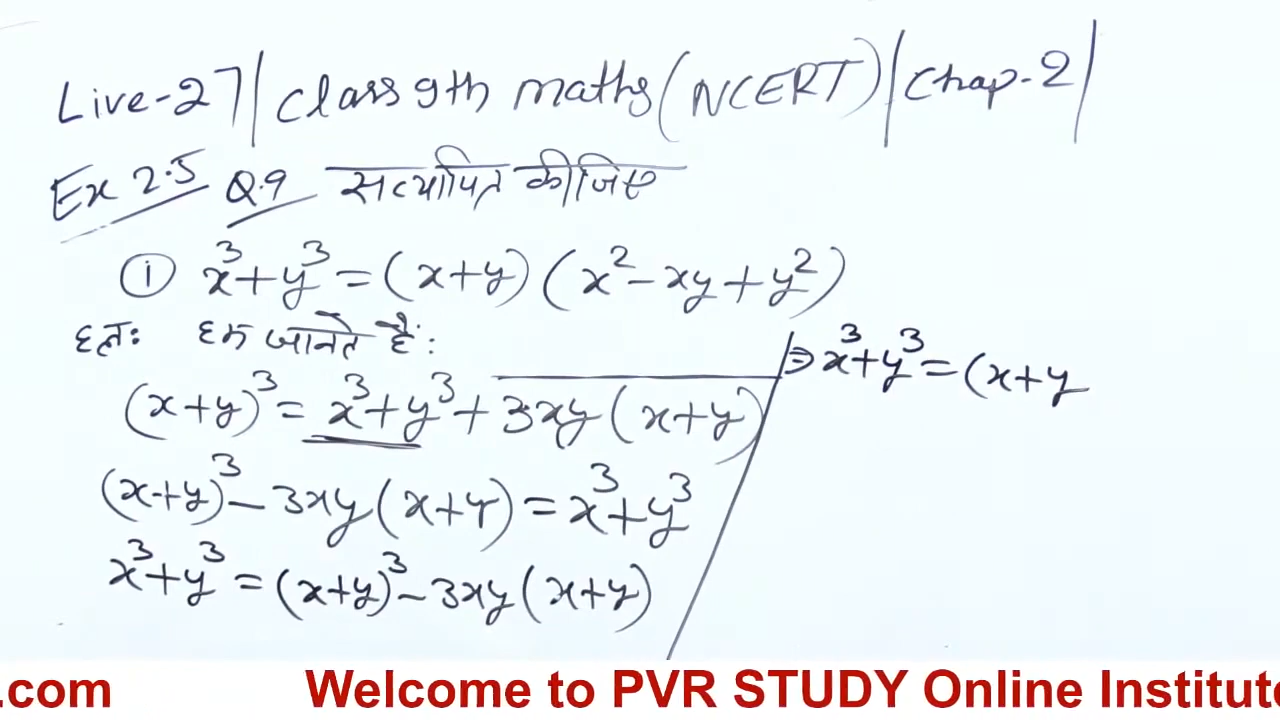 Live-27| Class 9th maths (NCERT) | Chap-2 |
Ex 2.5 Q.9 सत्यापित कीजिए
① x³+y³ = (x+y) (x²-xy+y²)
हल: हम जानते है:
(x+y)³ = x³+y³+3xy(x+y)
(x+y)³-3xy(x+y) = x³+y³
x³+y³ = (x+y)³-3xy(x+y)
⇒ x³+y³ = (x+y
.com Welcome to PVR STUDY Online Institute